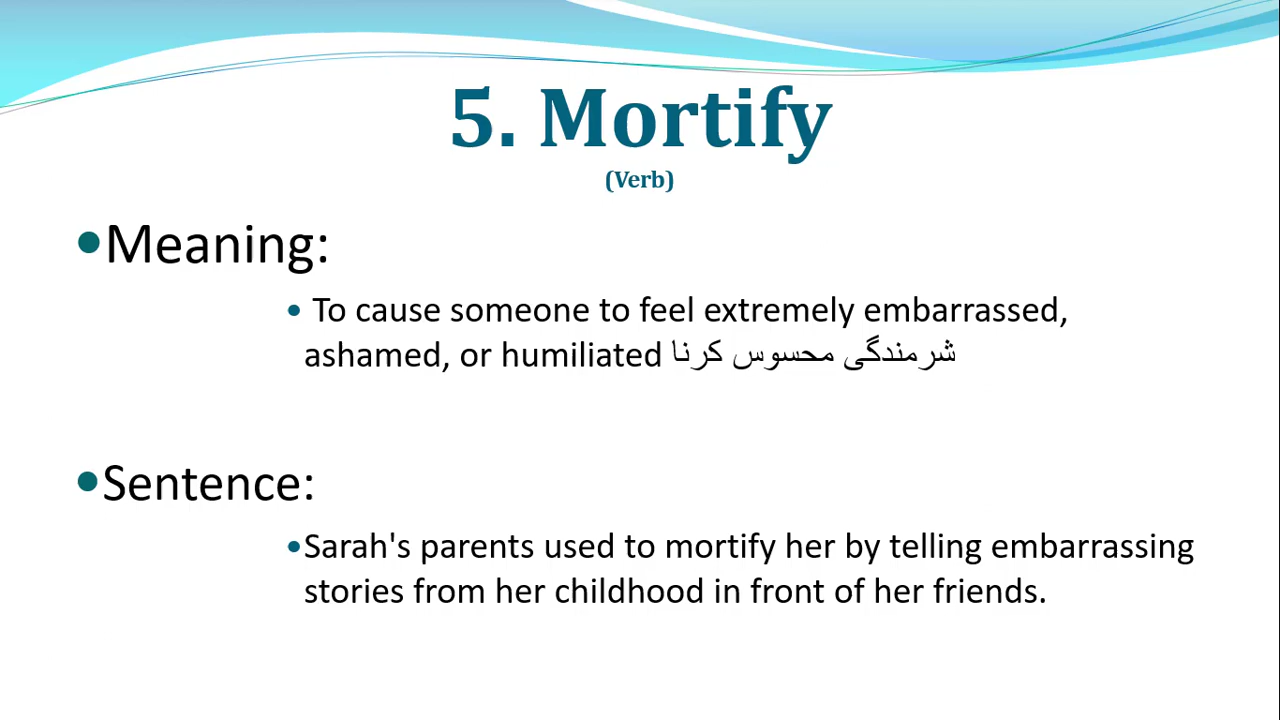 5. Mortify
(Verb)
•Meaning:
• To cause someone to feel extremely embarrassed,
ashamed, or humiliated شرمندگی محسوس کرنا
•Sentence:
•Sarah's parents used to mortify her by telling embarrassing
stories from her childhood in front of her friends.